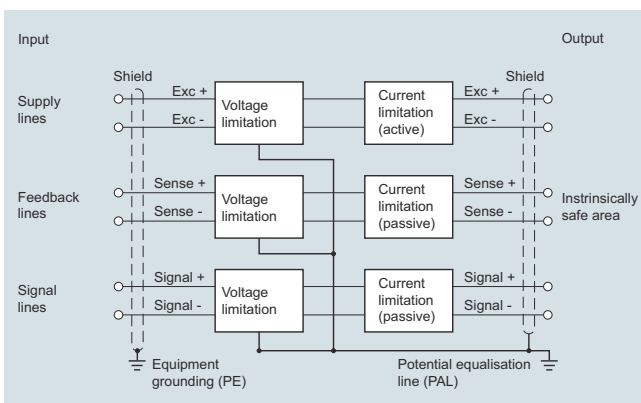 Input
Output
Shield
Shield
Supply
lines
Exc +
Exc -
Voltage
limitation
Current
limitation
(active)
Exc +
Exc -
Feedback
lines
Sense +
Sense -
Voltage
limitation
Current
limitation
(passive)
Sense +
Sense -
Instrinsically
safe area
Signal
lines
Signal +
Signal -
Voltage
limitation
Current
limitation
(passive)
Signal +
Signal -
Equipment
grounding (PE)
Potential equalisation
line (PAL)